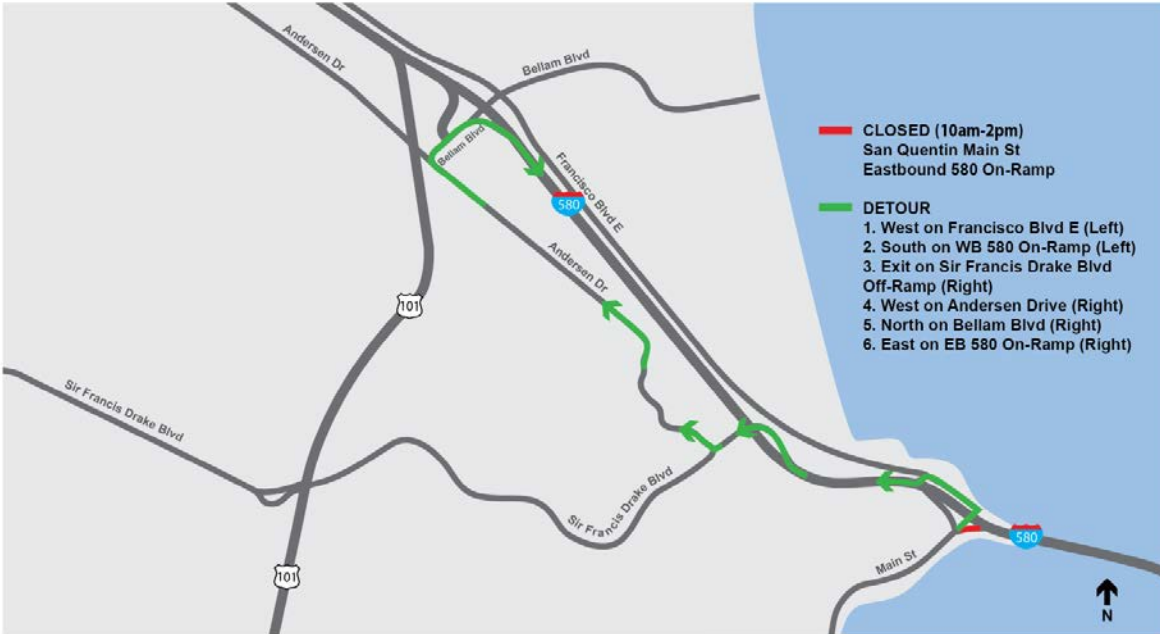 Andersen Dr
Bellam Blvd
Bellam Blvd
Francisco Blvd E
580
Andersen Dr
101
Sir Francis Drake Blvd
Sir Francis Drake Blvd
Main St
580
101
CLOSED (10am-2pm)
San Quentin Main St
Eastbound 580 On-Ramp
DETOUR
1. West on Francisco Blvd E (Left)
2. South on WB 580 On-Ramp (Left)
3. Exit on Sir Francis Drake Blvd
Off-Ramp (Right)
4. West on Andersen Drive (Right)
5. North on Bellam Blvd (Right)
6. East on EB 580 On-Ramp (Right)
N